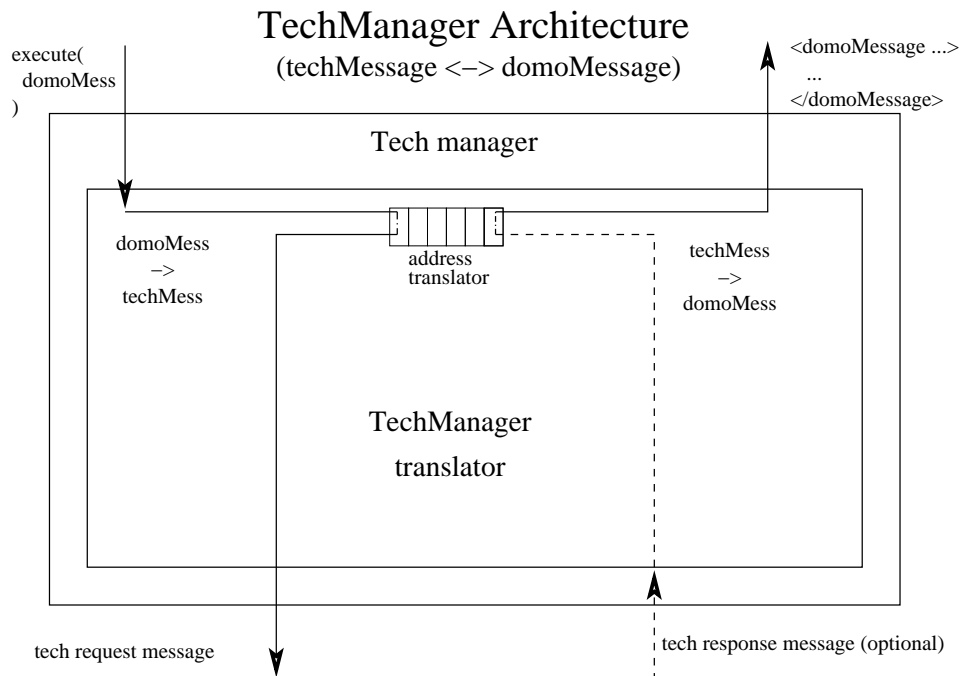 TechManager Architecture
(techMessage <−> domoMessage)
execute(
domoMess
)
<domoMessage ...>
...
</domoMessage>
Tech manager
domoMess
−>
techMess
address
translator
techMess
−>
domoMess
TechManager
translator
tech request message
tech response message (optional)